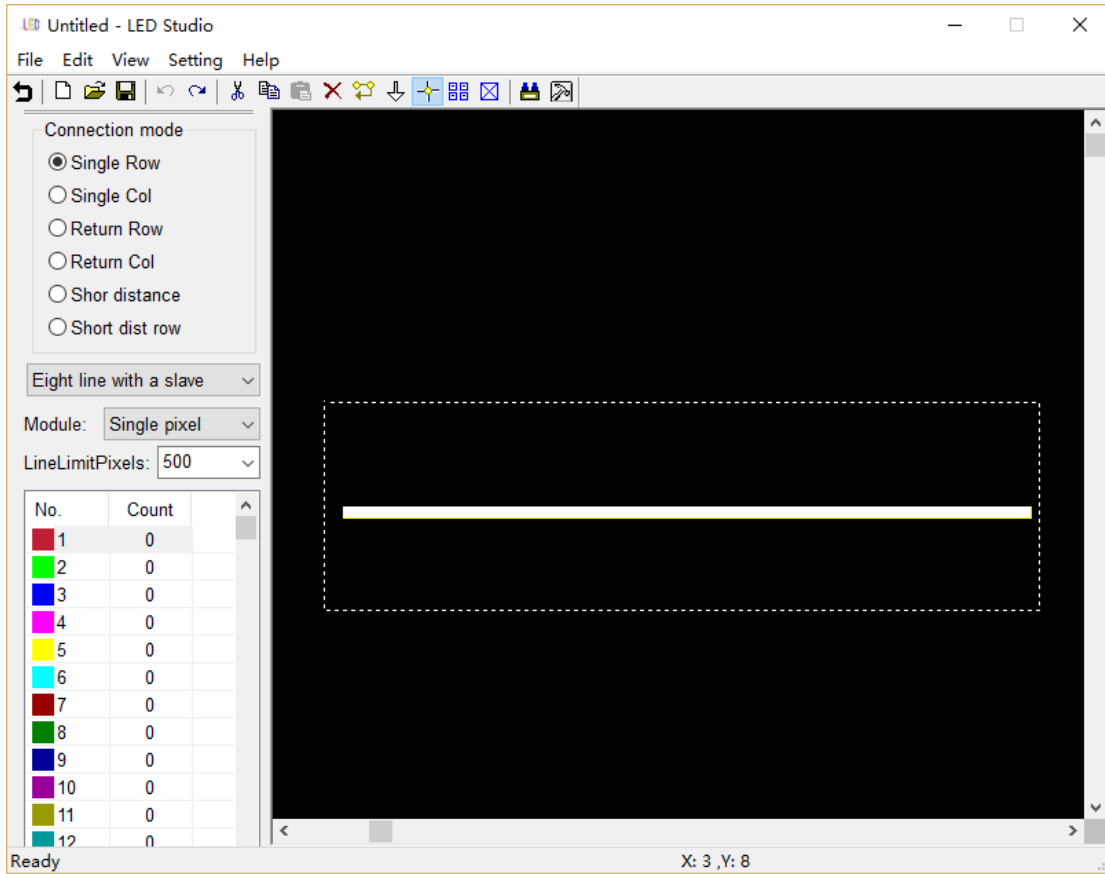 LED Untitled - LED Studio
File Edit View Setting Help
Connection mode
Single Row
Single Col
Return Row
Return Col
Shor distance
Short dist row
Eight line with a slave
Module: Single pixel
LineLimitPixels: 500
No. Count
1 0
2 0
3 0
4 0
5 0
6 0
7 0
8 0
9 0
10 0
11 0
12 0
Ready X: 3 ,Y: 8